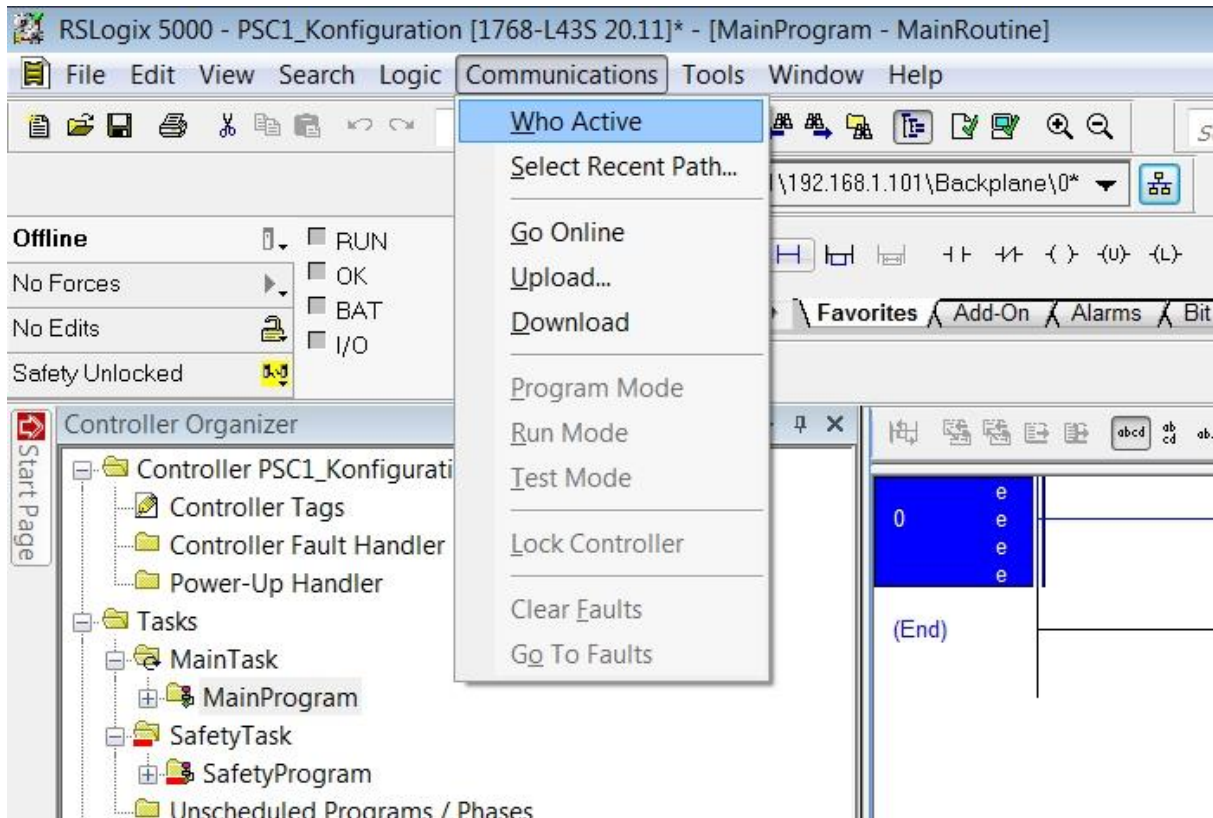 RSLogix 5000 - PSC1_Konfiguration [1768-L43S 20.11]* - [MainProgram - MainRoutine]
File Edit View Search Logic Communications Tools Window Help
Who Active
Select Recent Path...
\192.168.1.101\Backplane\0*
Go Online
Upload...
Download
Program Mode
Run Mode
Test Mode
Lock Controller
Clear Faults
Go To Faults
Offline
RUN
No Forces
OK
No Edits
BAT
I/O
Safety Unlocked
Favorites Add-On Alarms Bit
Start Page
Controller Organizer
Controller PSC1_Konfigurati
Controller Tags
Controller Fault Handler
Power-Up Handler
Tasks
MainTask
MainProgram
SafetyTask
SafetyProgram
Unscheduled Programs / Phases
abcd
0
e
e
e
e
(End)